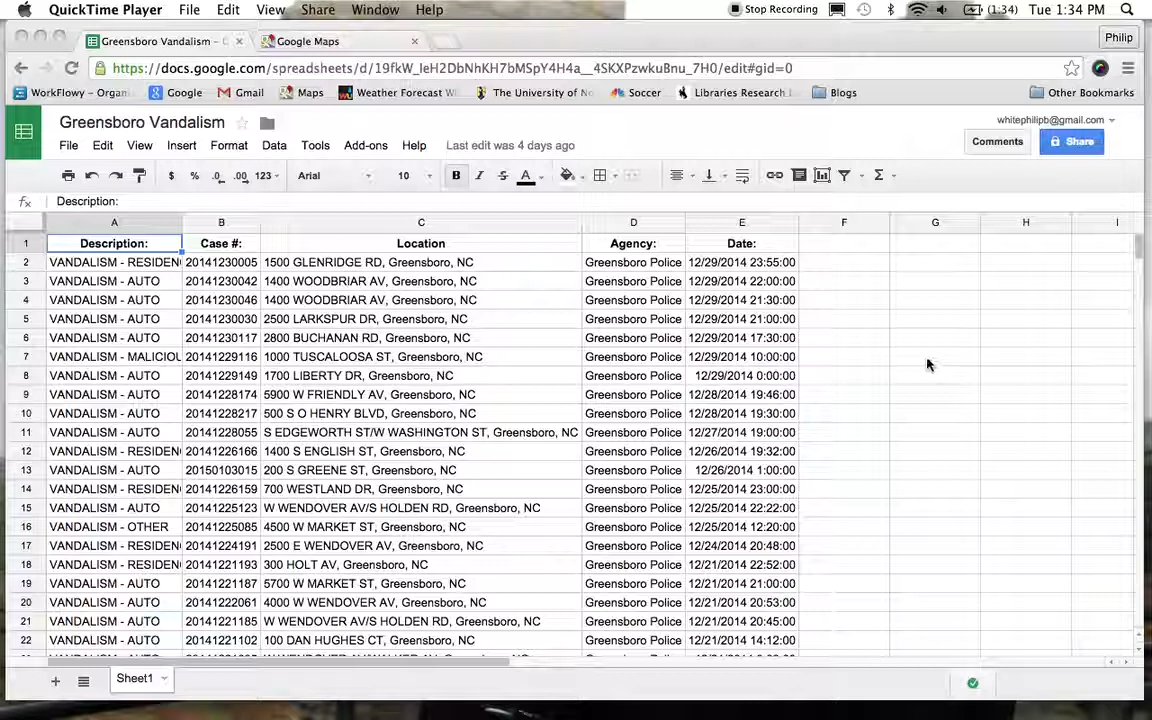 QuickTime Player File Edit View Share Window Help Stop Recording (1:34) Tue 1:34 PM
Greensboro Vandalism - G Google Maps Philip
https://docs.google.com/spreadsheets/d/19fkW_IeH2DbNhKH7bMSpY4H4a__4SKXPzwkuBnu_7H0/edit#gid=0
WorkFlowy - Organi Google Gmail Maps Weather Forecast W The University of No Soccer Libraries Research L Blogs Other Bookmarks
Greensboro Vandalism whitephilipb@gmail.com
File Edit View Insert Format Data Tools Add-ons Help Last edit was 4 days ago Comments Share
$ % .0 .00 123 Arial 10 B I S A Σ
fx Description:
A B C D E F G H I
1 Description: Case #: Location Agency: Date:
2 VANDALISM - RESIDEN 20141230005 1500 GLENRIDGE RD, Greensboro, NC Greensboro Police 12/29/2014 23:55:00
3 VANDALISM - AUTO 20141230042 1400 WOODBRIAR AV, Greensboro, NC Greensboro Police 12/29/2014 22:00:00
4 VANDALISM - AUTO 20141230046 1400 WOODBRIAR AV, Greensboro, NC Greensboro Police 12/29/2014 21:30:00
5 VANDALISM - AUTO 20141230030 2500 LARKSPUR DR, Greensboro, NC Greensboro Police 12/29/2014 21:00:00
6 VANDALISM - AUTO 20141230117 2800 BUCHANAN RD, Greensboro, NC Greensboro Police 12/29/2014 17:30:00
7 VANDALISM - MALICIOU 20141229116 1000 TUSCALOOSA ST, Greensboro, NC Greensboro Police 12/29/2014 10:00:00
8 VANDALISM - AUTO 20141229149 1700 LIBERTY DR, Greensboro, NC Greensboro Police 12/29/2014 0:00:00
9 VANDALISM - AUTO 20141228174 5900 W FRIENDLY AV, Greensboro, NC Greensboro Police 12/28/2014 19:46:00
10 VANDALISM - AUTO 20141228217 500 S O HENRY BLVD, Greensboro, NC Greensboro Police 12/28/2014 19:30:00
11 VANDALISM - AUTO 20141228055 S EDGEWORTH ST/W WASHINGTON ST, Greensboro, NC Greensboro Police 12/27/2014 19:00:00
12 VANDALISM - RESIDEN 20141226166 1400 S ENGLISH ST, Greensboro, NC Greensboro Police 12/26/2014 19:32:00
13 VANDALISM - AUTO 20150103015 200 S GREENE ST, Greensboro, NC Greensboro Police 12/26/2014 1:00:00
14 VANDALISM - RESIDEN 20141226159 700 WESTLAND DR, Greensboro, NC Greensboro Police 12/25/2014 23:00:00
15 VANDALISM - AUTO 20141225123 W WENDOVER AV/S HOLDEN RD, Greensboro, NC Greensboro Police 12/25/2014 22:22:00
16 VANDALISM - OTHER 20141225085 4500 W MARKET ST, Greensboro, NC Greensboro Police 12/25/2014 12:20:00
17 VANDALISM - RESIDEN 20141224191 2500 E WENDOVER AV, Greensboro, NC Greensboro Police 12/24/2014 20:48:00
18 VANDALISM - RESIDEN 20141221193 300 HOLT AV, Greensboro, NC Greensboro Police 12/21/2014 22:52:00
19 VANDALISM - AUTO 20141221187 5700 W MARKET ST, Greensboro, NC Greensboro Police 12/21/2014 21:00:00
20 VANDALISM - AUTO 20141222061 4000 W WENDOVER AV, Greensboro, NC Greensboro Police 12/21/2014 20:53:00
21 VANDALISM - AUTO 20141221185 W WENDOVER AV/S HOLDEN RD, Greensboro, NC Greensboro Police 12/21/2014 20:45:00
22 VANDALISM - AUTO 20141221102 100 DAN HUGHES CT, Greensboro, NC Greensboro Police 12/21/2014 14:12:00
Sheet1